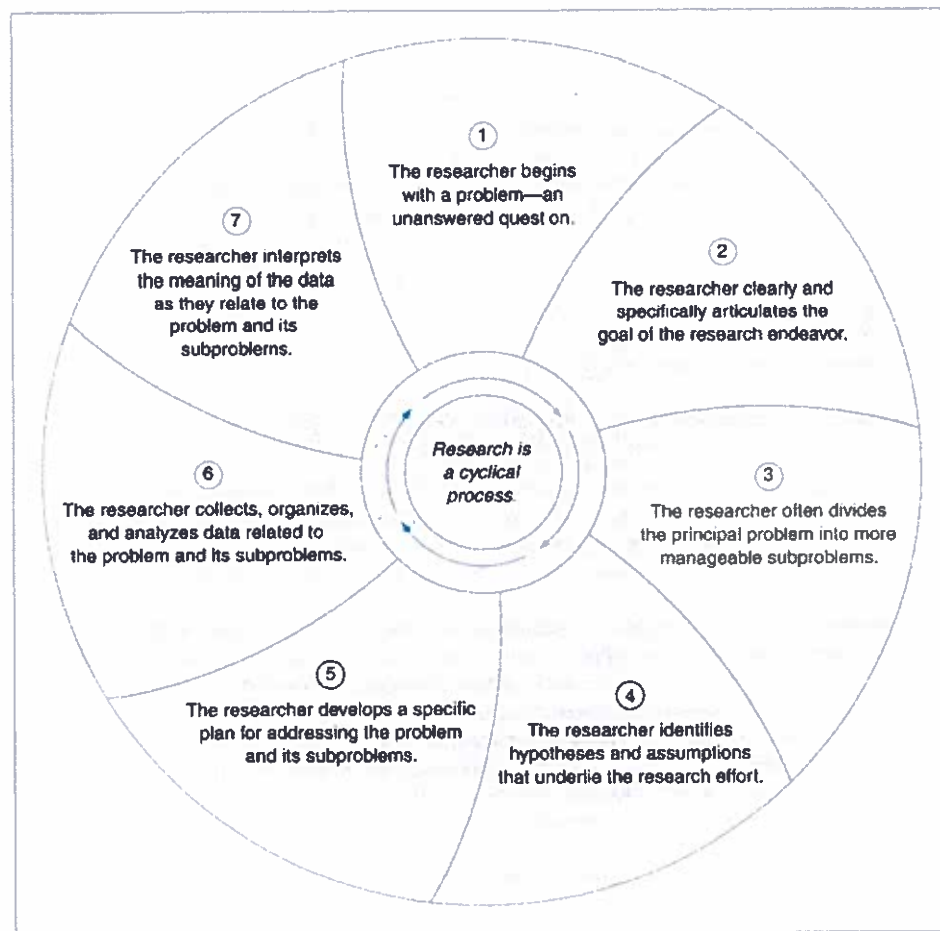 1
The researcher begins
with a problem—an
unanswered quest on.
2
The researcher clearly and
specifically articulates the
goal of the research endeavor.
3
The researcher often divides
the principal problem into more
manageable subproblems.
4
The researcher identifies
hypotheses and assumptions
that underlie the research effort.
5
The researcher develops a specific
plan for addressing the problem
and its subproblems.
6
The researcher collects, organizes,
and analyzes data related to
the problem and its subproblems.
7
The researcher interprets
the meaning of the data
as they relate to the
problem and its
subproblems.
Research is
a cyclical
process.